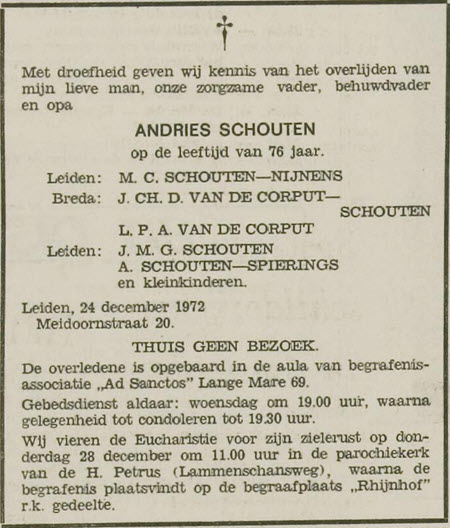 Met droefheid geven wij kennis van het overlijden van
mijn lieve man, onze zorgzame vader, behuwdvader
en opa
ANDRIES SCHOUTEN
op de leeftijd van 76 jaar.
Leiden: M. C. SCHOUTEN—NIJNENS
Breda: J. CH. D. VAN DE CORPUT—
SCHOUTEN
L. P. A. VAN DE CORPUT
Leiden: J. M. G. SCHOUTEN
A. SCHOUTEN—SPIERINGS
en kleinkinderen.
Leiden, 24 december 1972
Meidoornstraat 20.
THUIS GEEN BEZOEK.
De overledene is opgebaard in de aula van begrafenis-
associatie „Ad Sanctos" Lange Mare 69.
Gebedsdienst aldaar: woensdag om 19.00 uur, waarna
gelegenheid tot condoleren tot 19.30 uur.
Wij vieren de Eucharistie voor zijn zielerust op don-
derdag 28 december om 11.00 uur in de parochiekerk
van de H. Petrus (Lammenschansweg), waarna de
begrafenis plaatsvindt op de begraafplaats „Rhijnhof"
r.k. gedeelte.